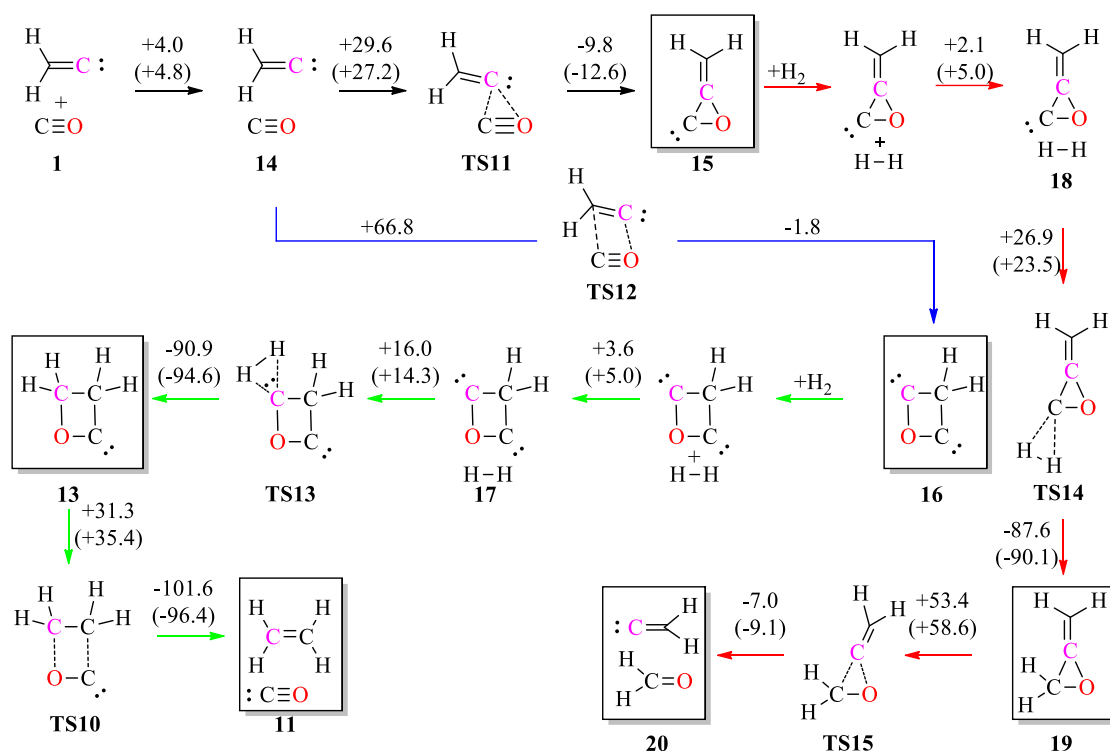 H
C :
H
+
C≡O
1
+4.0
(+4.8)
H
C :
H
C≡O
14
+29.6
(+27.2)
H
C :
H
C≡O
TS11
-9.8
(-12.6)
H H
C
C O
15
+H2
H H
C
C O
+
H-H
+2.1
(+5.0)
H H
C
C O
H-H
18
+66.8
H
H C :
C≡O
TS12
-1.8
+26.9
(+23.5)
H H
C
C O
H H
TS14
-87.6
(-90.1)
H H
C H
H C
O C
13
-90.9
(-94.6)
H
H H
C C H
O C
TS13
+16.0
(+14.3)
C H
H
O C
H-H
17
+3.6
(+5.0)
C H
H
O C
+
H-H
+H2
C H
H
O C
16
+31.3
(+35.4)
H H
H C C H
O C
TS10
-101.6
(-96.4)
H H
C=C
H H
:C≡O
11
: C H
H
H
C=O
H
20
-7.0
(-9.1)
H
H
C
H C O
H
TS15
+53.4
(+58.6)
H H
C
H C O
H
19